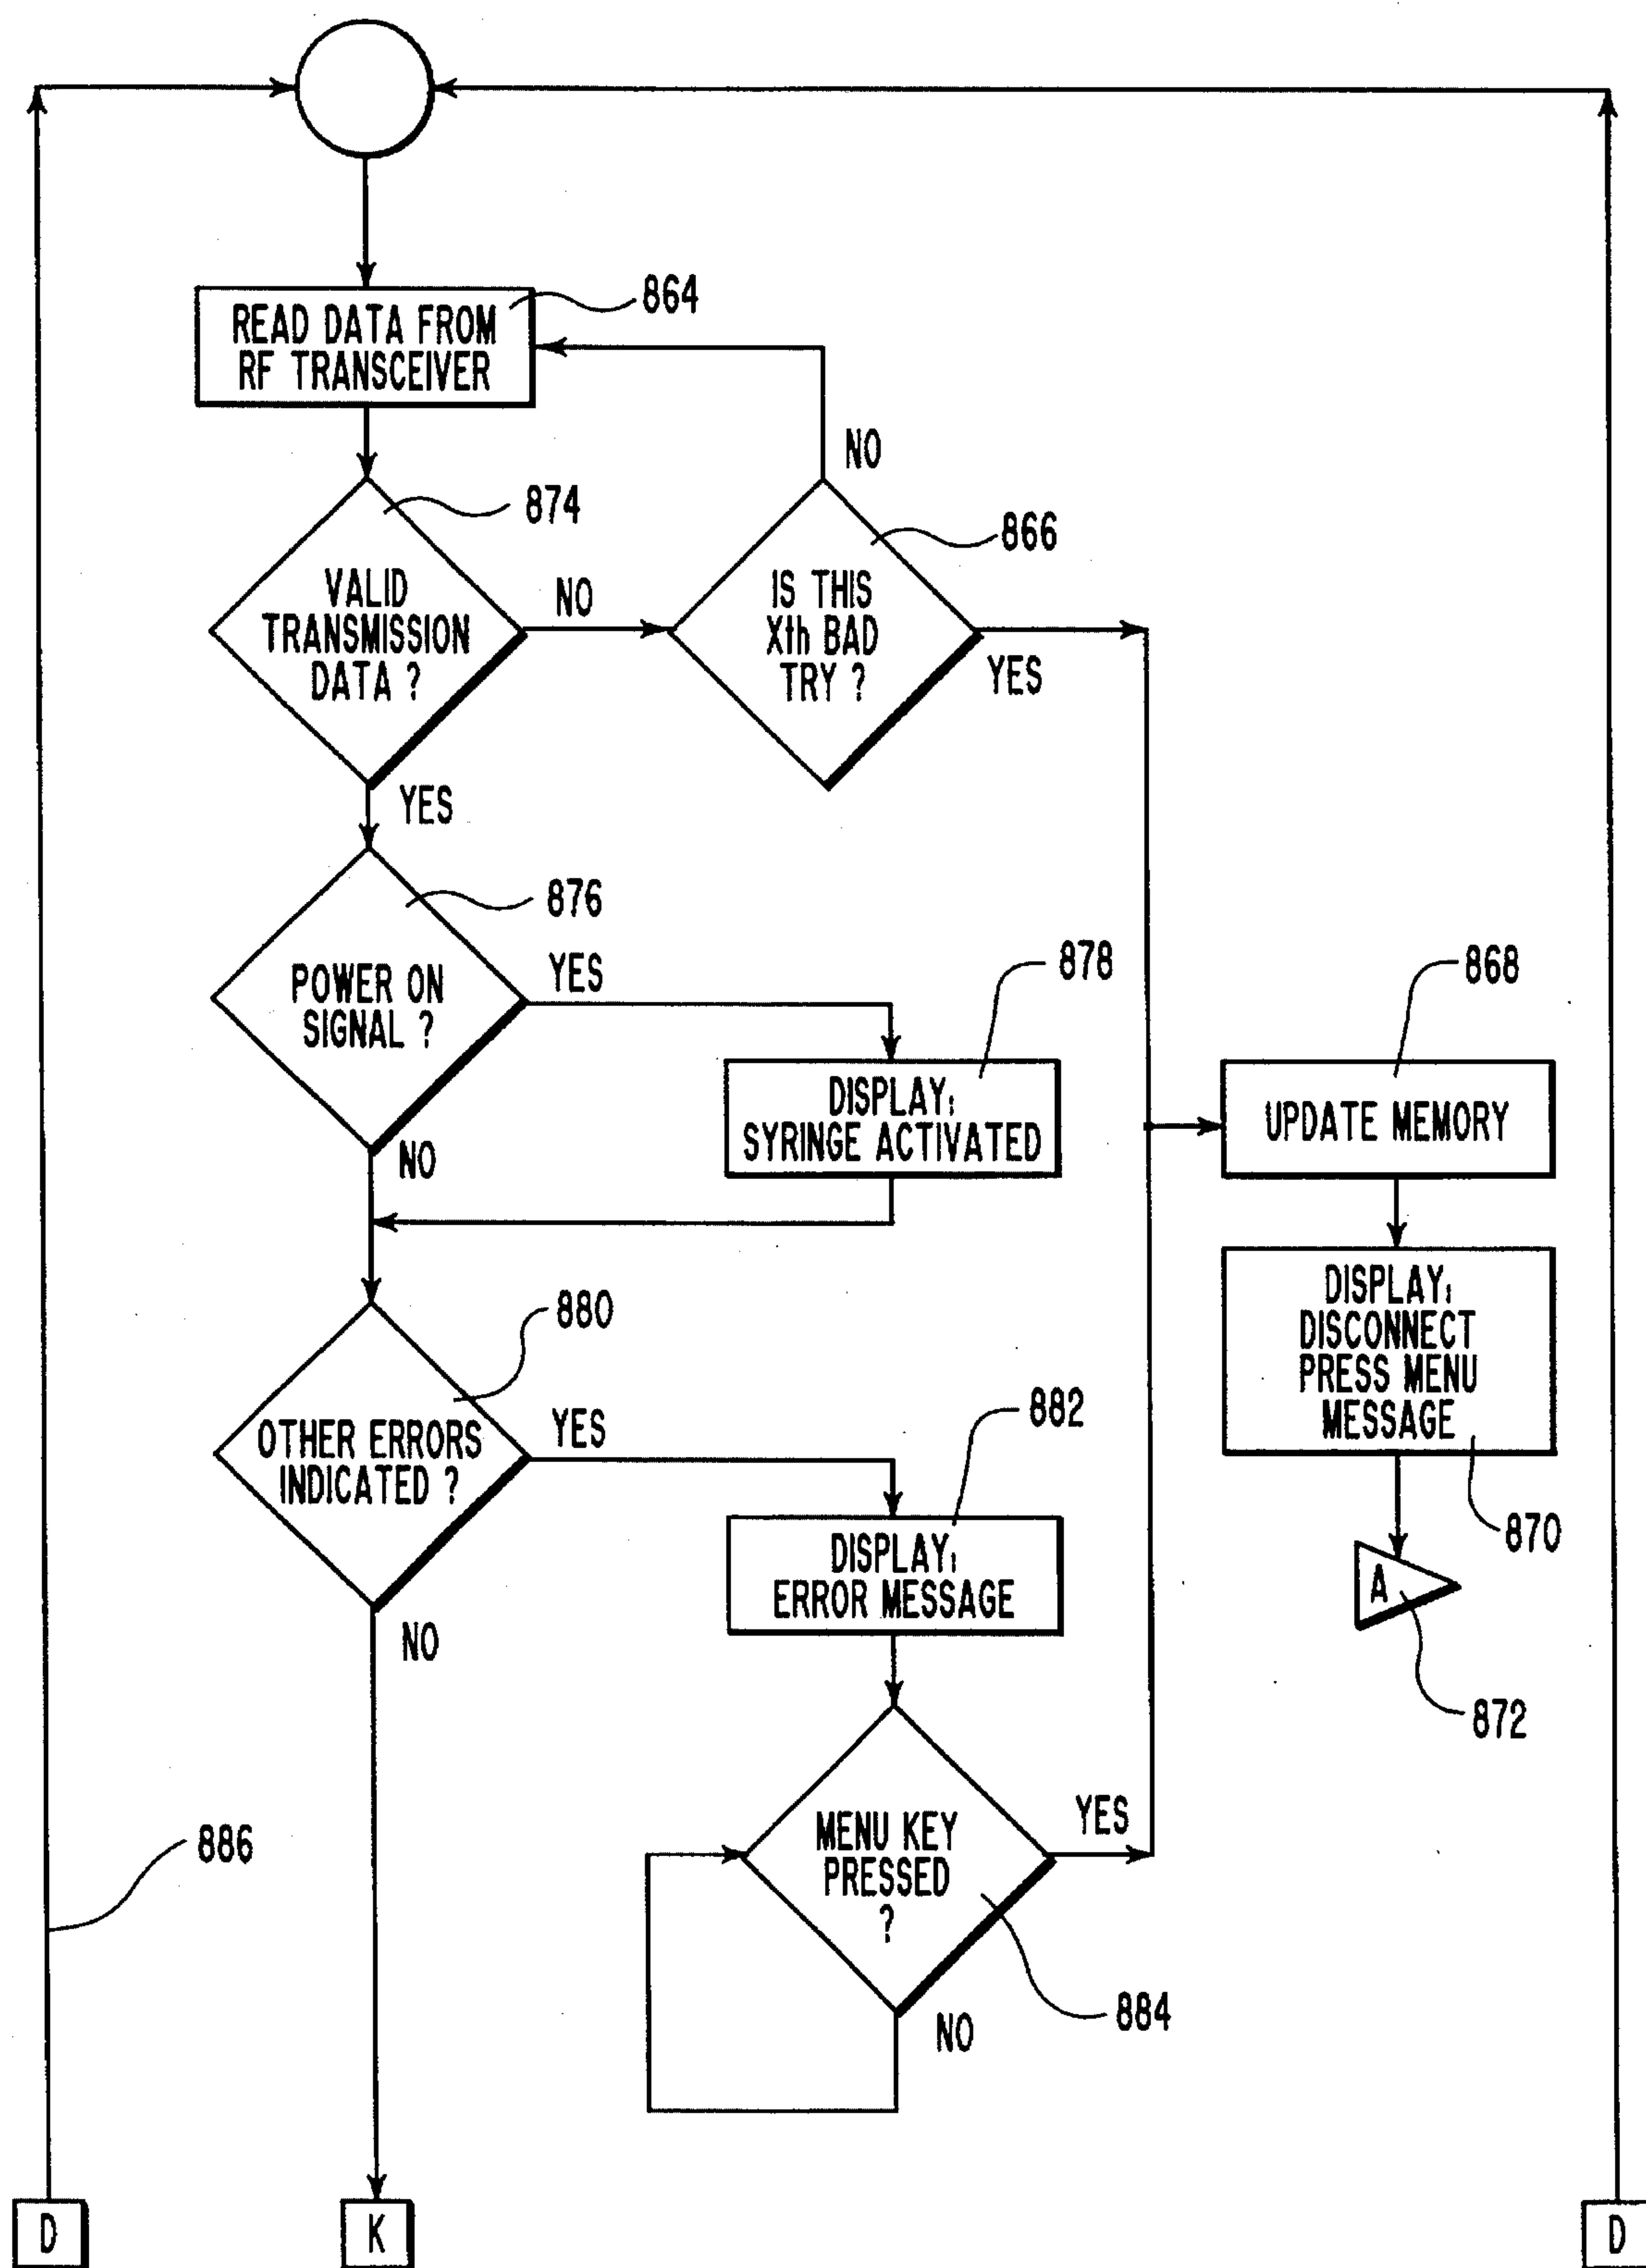 READ DATA FROM
RF TRANSCEIVER
864
NO
874
866
VALID
TRANSMISSION
DATA ?
NO
IS THIS
Xth BAD
TRY ?
YES
YES
876
POWER ON
SIGNAL ?
YES
878
868
DISPLAY:
SYRINGE ACTIVATED
UPDATE MEMORY
NO
DISPLAY:
DISCONNECT
PRESS MENU
MESSAGE
880
882
OTHER ERRORS
INDICATED ?
YES
870
DISPLAY:
ERROR MESSAGE
A
NO
872
886
MENU KEY
PRESSED
?
YES
884
NO
D
K
D